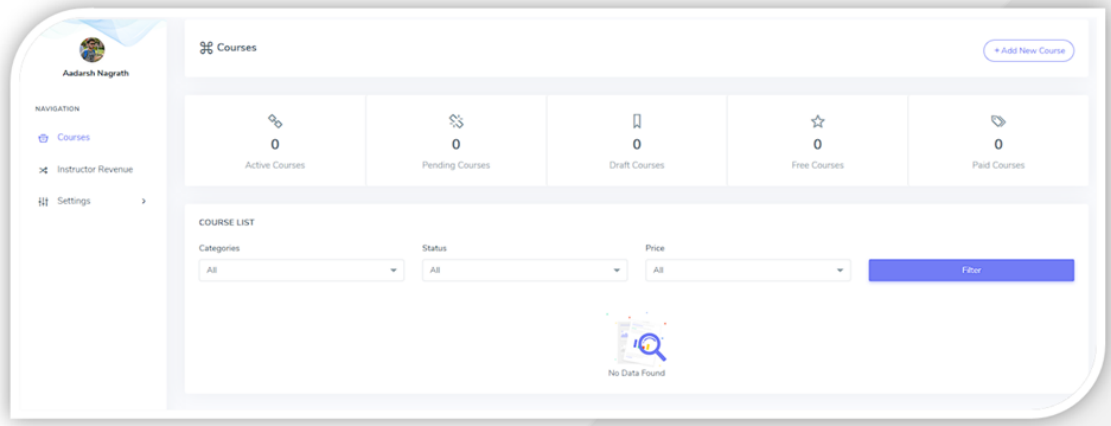 Aadarsh Nagrath
NAVIGATION
Courses
Instructor Revenue
Settings
Courses
+ Add New Course
0
Active Courses
0
Pending Courses
0
Draft Courses
0
Free Courses
0
Paid Courses
COURSE LIST
Categories
All
Status
All
Price
All
Filter
No Data Found